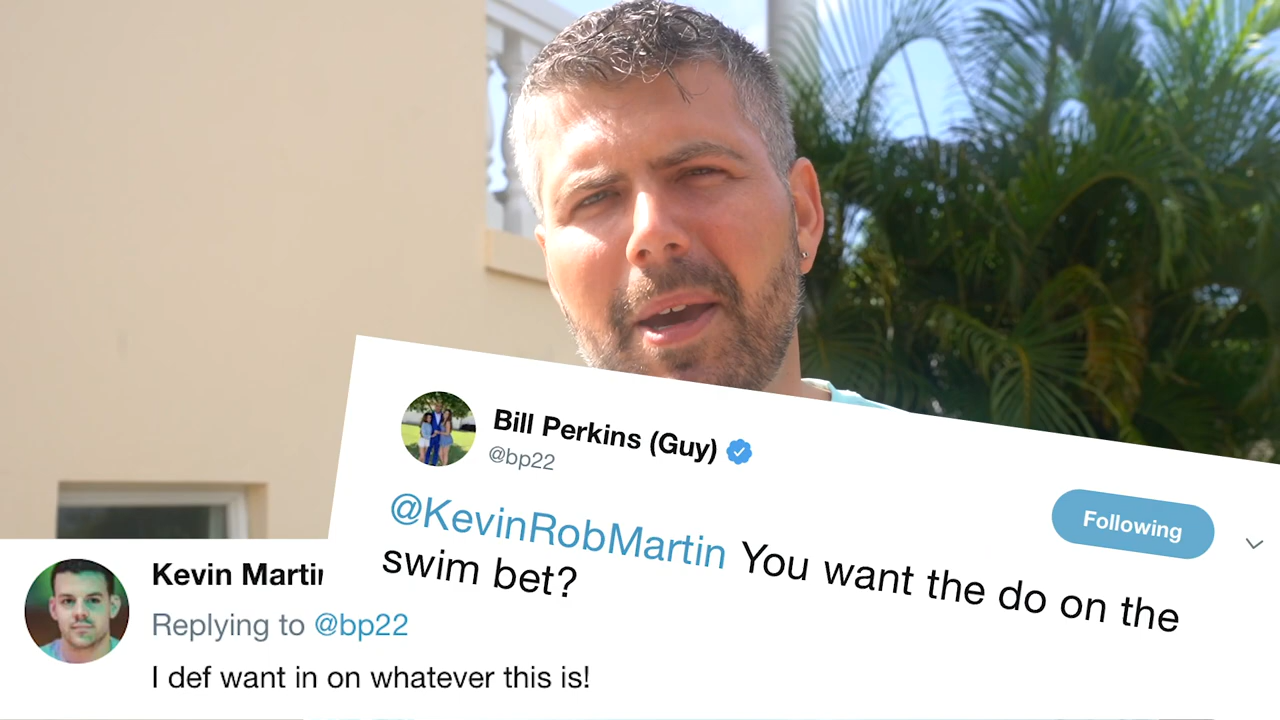 Bill Perkins (Guy)
@bp22
Following
@KevinRobMartin You want the do on the
swim bet?
Kevin Martin
Replying to @bp22
I def want in on whatever this is!